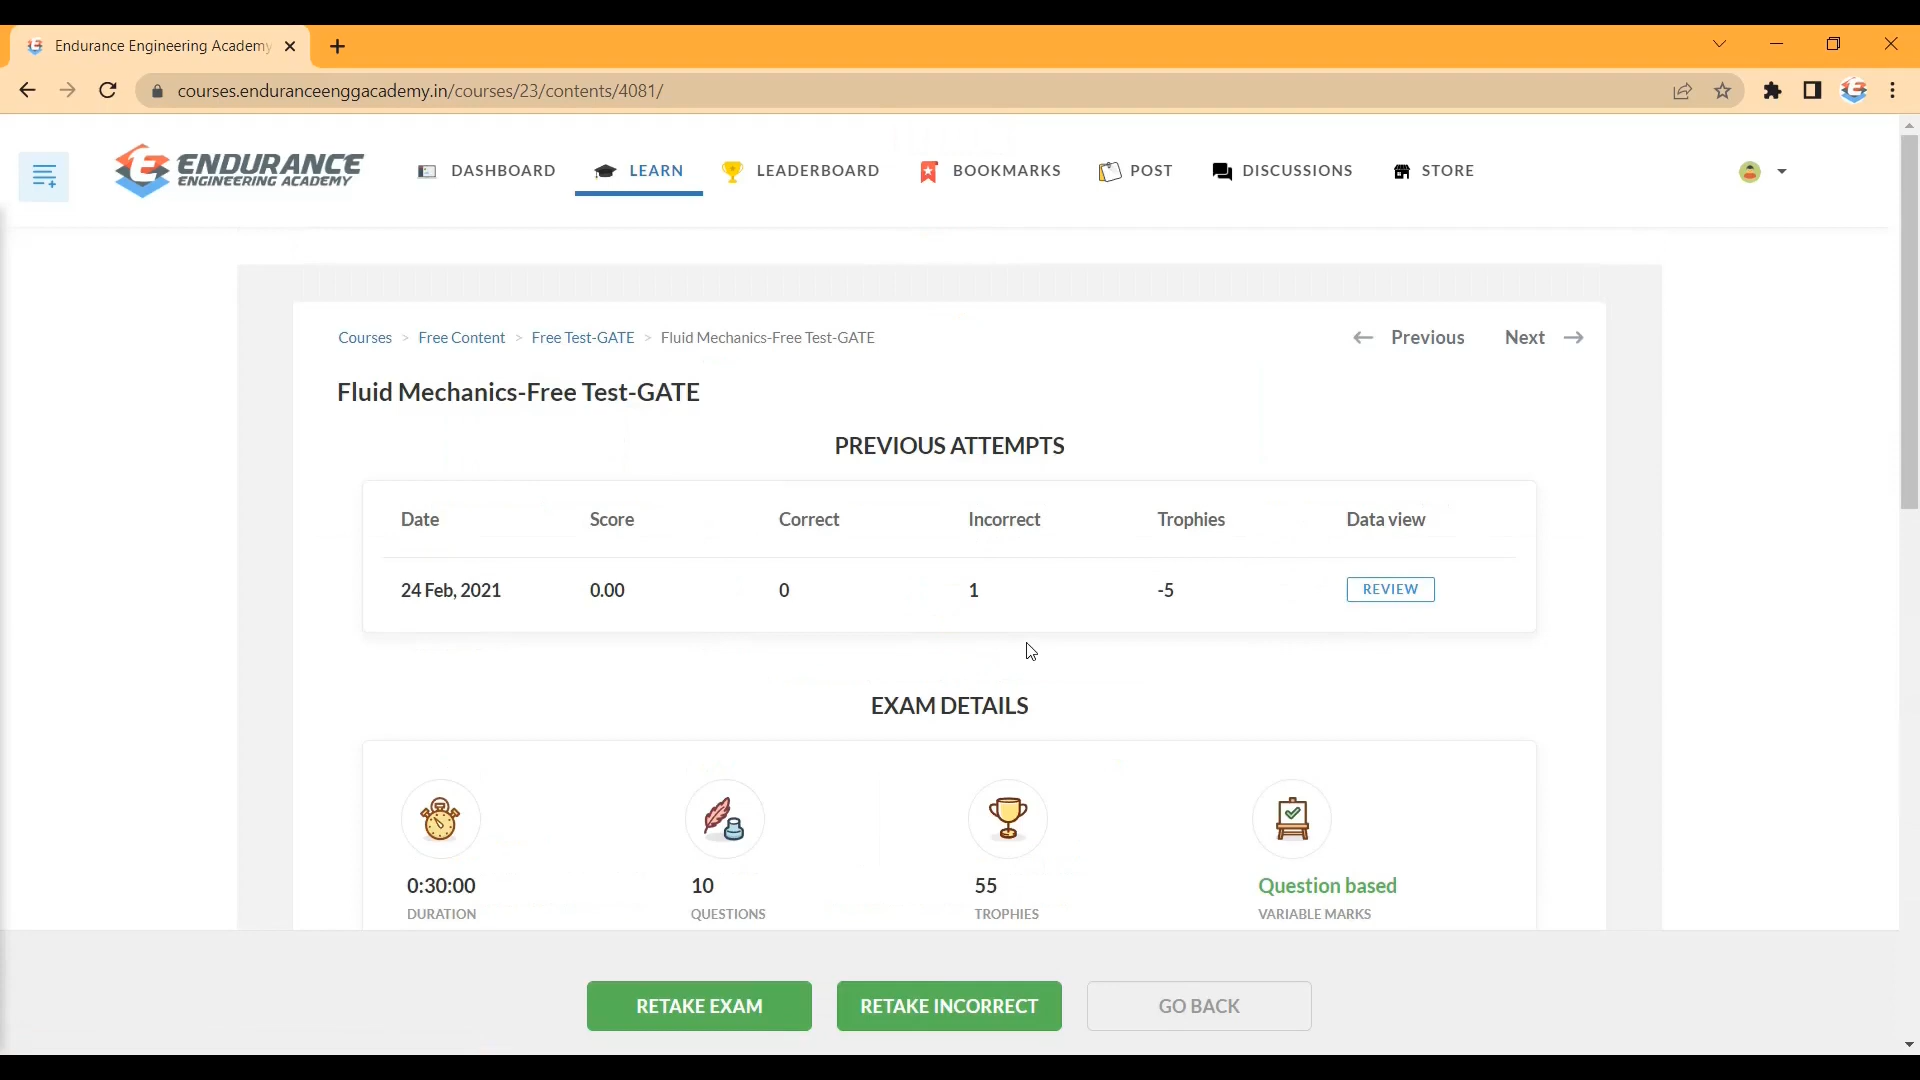 Endurance Engineering Academy
courses.enduranceenggacademy.in/courses/23/contents/4081/
ENDURANCE
ENGINEERING ACADEMY
DASHBOARD
LEARN
LEADERBOARD
BOOKMARKS
POST
DISCUSSIONS
STORE
Courses > Free Content > Free Test-GATE > Fluid Mechanics-Free Test-GATE
← Previous Next →
Fluid Mechanics-Free Test-GATE
PREVIOUS ATTEMPTS
Date Score Correct Incorrect Trophies Data view
24 Feb, 2021 0.00 0 1 -5 REVIEW
EXAM DETAILS
0:30:00 10 55 Question based
DURATION QUESTIONS TROPHIES VARIABLE MARKS
RETAKE EXAM RETAKE INCORRECT GO BACK